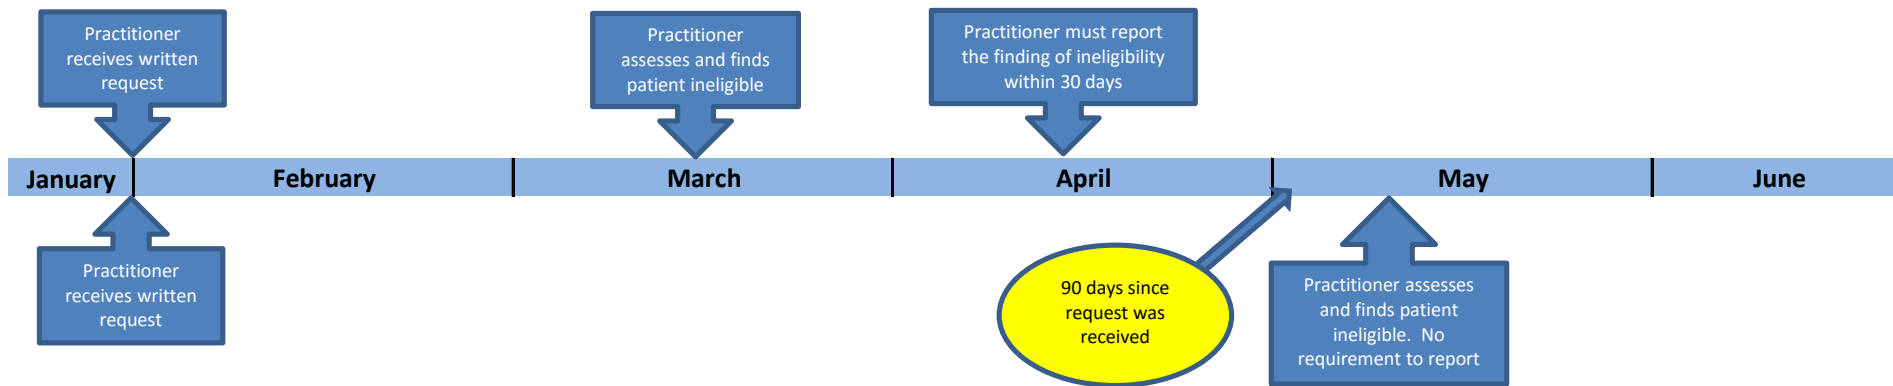 Practitioner
receives written
request
Practitioner
assesses and finds
patient ineligible
Practitioner must report
the finding of ineligibility
within 30 days
January
February
March
April
May
June
Practitioner
receives written
request
90 days since
request was
received
Practitioner assesses
and finds patient
ineligible.  No
requirement to report